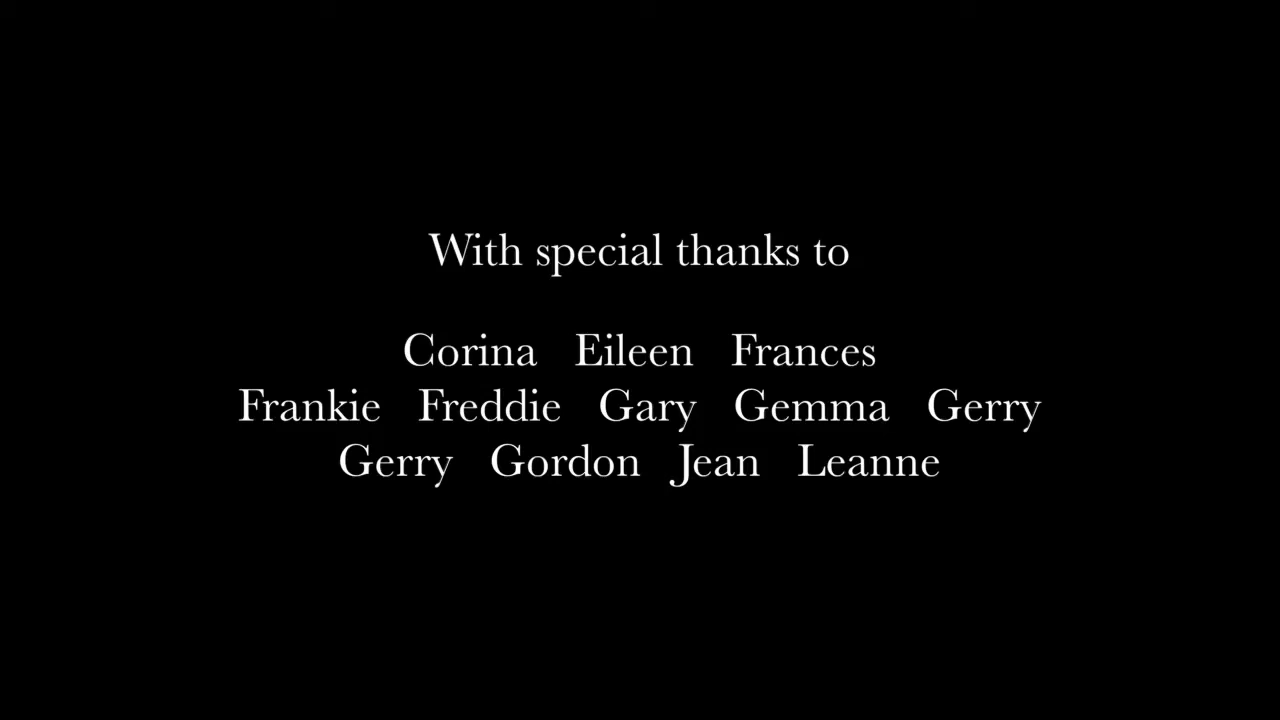 With special thanks to
Corina Eileen Frances
Frankie Freddie Gary Gemma Gerry
Gerry Gordon Jean Leanne